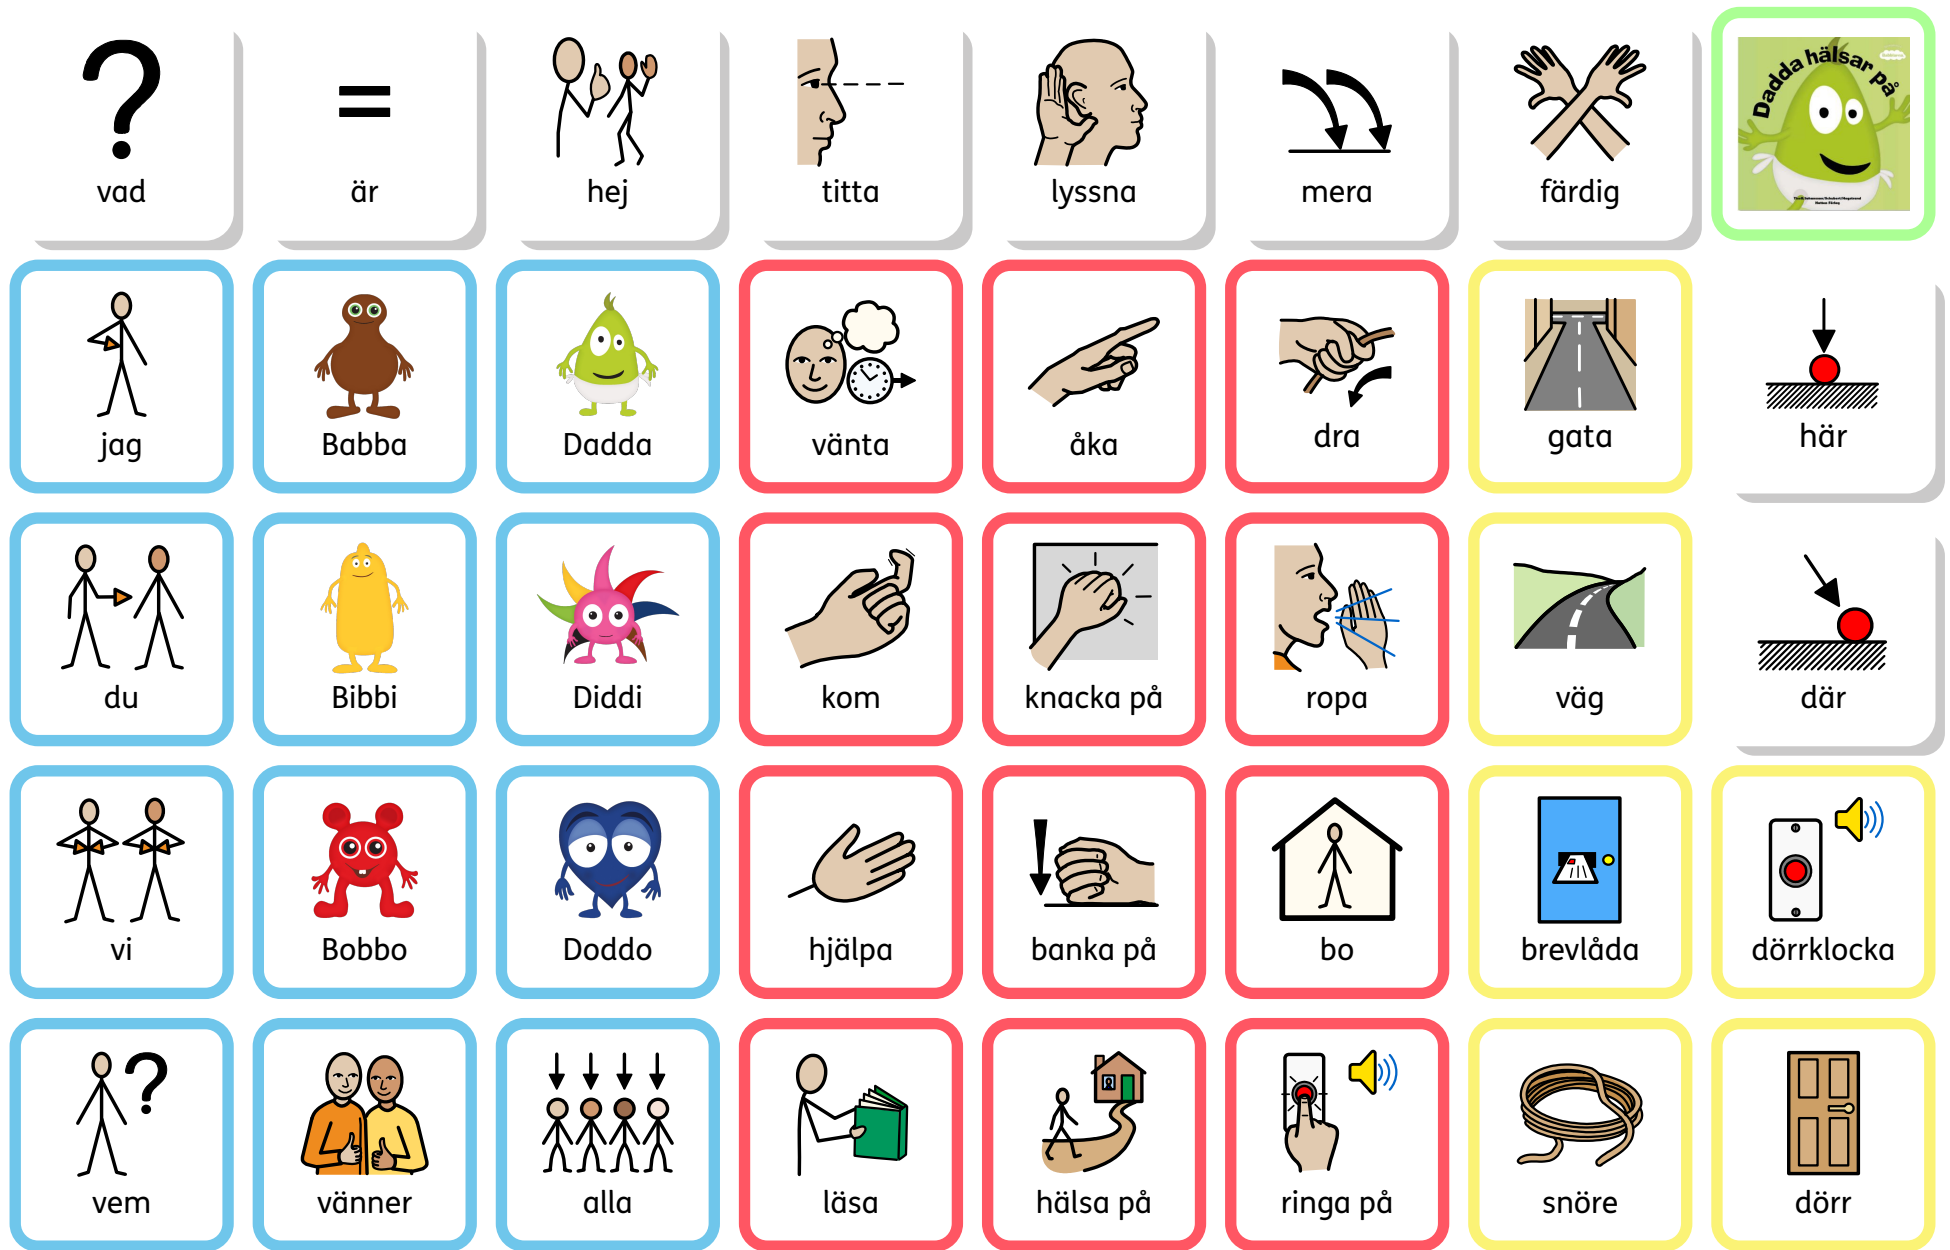 vad
är
hej
titta
lyssna
mera
färdig
Dadda hälsar på
jag
Babba
Dadda
vänta
åka
dra
gata
här
du
Bibbi
Diddi
kom
knacka på
ropa
väg
där
vi
Bobbo
Doddo
hjälpa
banka på
bo
brevlåda
dörrklocka
vem
vänner
alla
läsa
hälsa på
ringa på
snöre
dörr